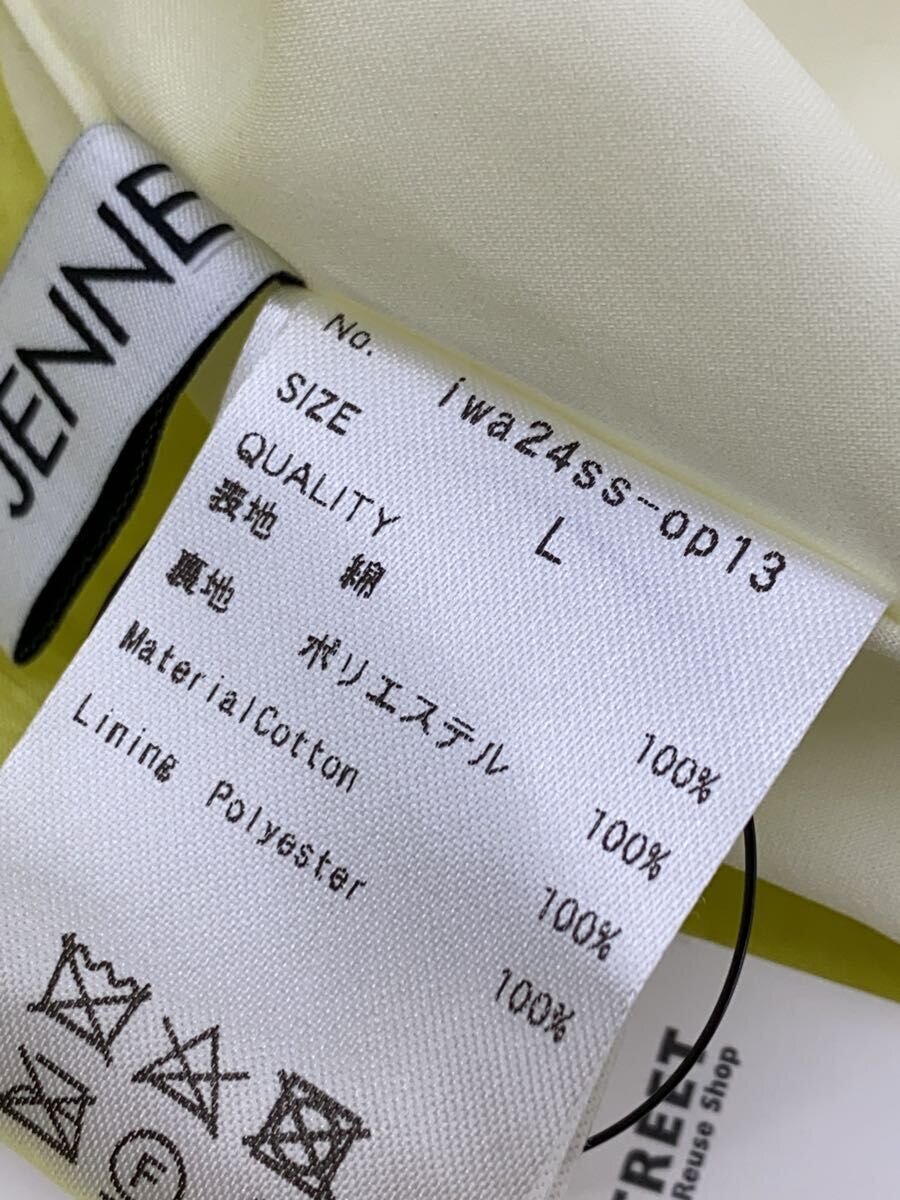 JENNE
No. iwa24ss-op13
SIZE L
QUALITY
表地 綿 100%
裏地 ポリエステル 100%
MaterialCotton 100%
Lining Polyester 100%
F
TREET
Reuse Shop